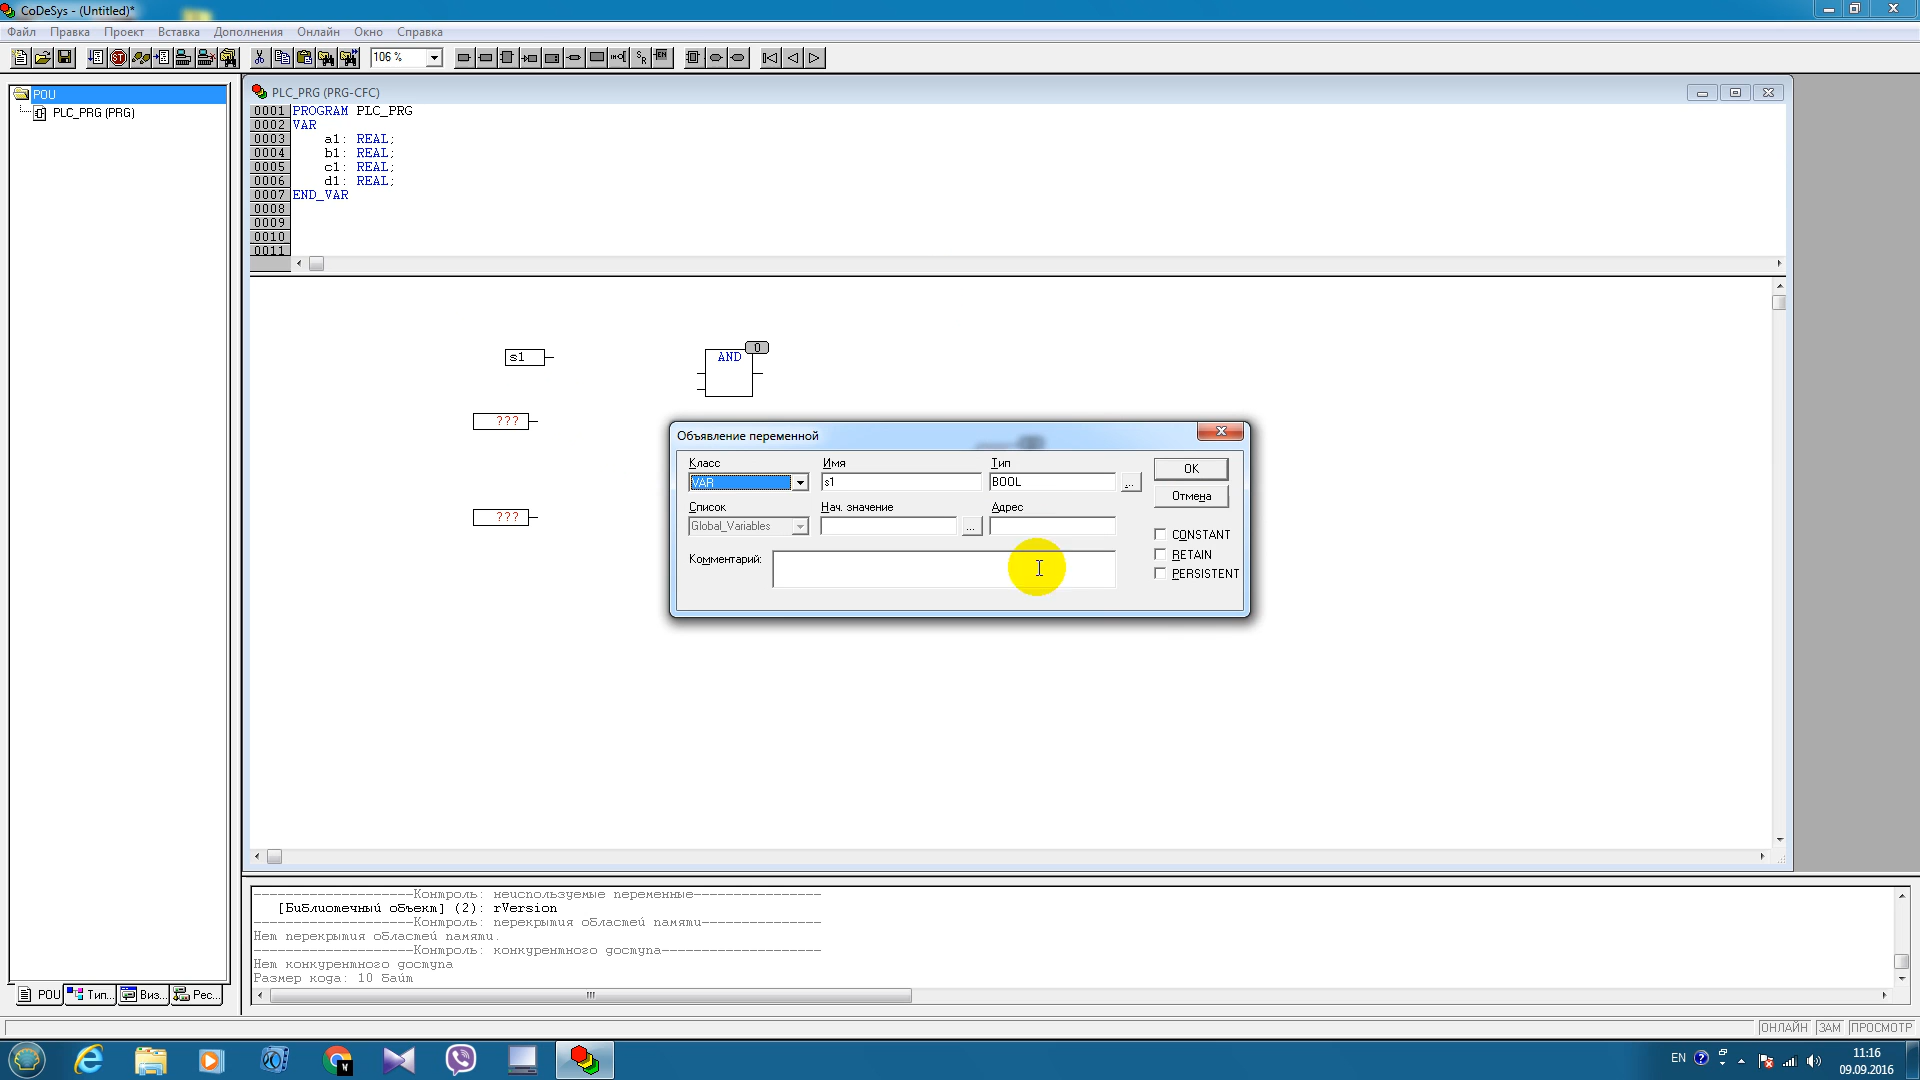 CoDeSys - (Untitled)*
Файл Правка Проект Вставка Дополнения Онлайн Окно Справка
106 %
POU
PLC_PRG (PRG)
PLC_PRG (PRG-CFC)
0001 PROGRAM PLC_PRG
0002 VAR
0003 a1: REAL;
0004 b1: REAL;
0005 c1: REAL;
0006 d1: REAL;
0007 END_VAR
0008
0009
0010
0011
s1
AND
0
???
???
Объявление переменной
Класс Имя Тип
VAR s1 BOOL ... OK
Отмена
Список Нач. значение Адрес
Global_Variables ...
CONSTANT
Комментарий:
RETAIN
PERSISTENT
--------------------Контроль: неиспользуемые переменные----------------
[Библиотечный объект] (2): rVersion
--------------------Контроль: перекрытия областей памяти---------------
Нет перекрытия областей памяти.
--------------------Контроль: конкурентного доступа--------------------
Нет конкурентного доступа
Размер кода: 10 байт
POU Тип... Виз... Рес...
ОНЛАЙН ЗАМ ПРОСМОТР
EN
11:16
09.09.2016